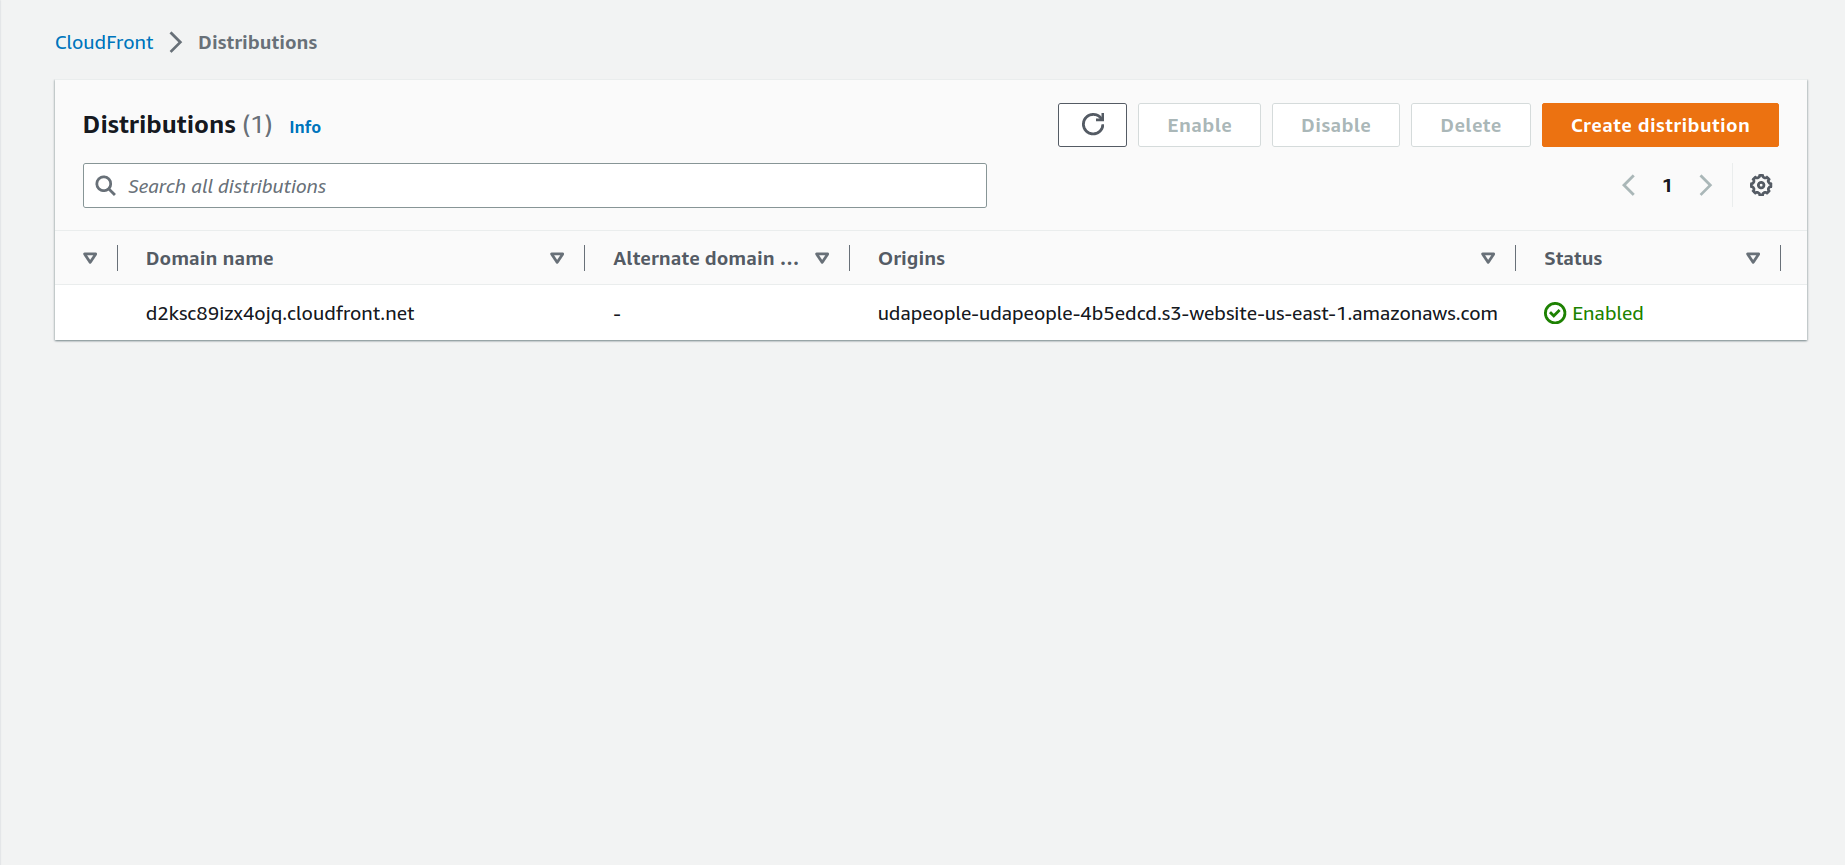 CloudFront Distributions
Distributions (1) Info
Enable Disable Delete Create distribution
Search all distributions
1
Domain name Alternate domain ... Origins Status
d2ksc89izx4ojq.cloudfront.net - udapeople-udapeople-4b5edcd.s3-website-us-east-1.amazonaws.com Enabled